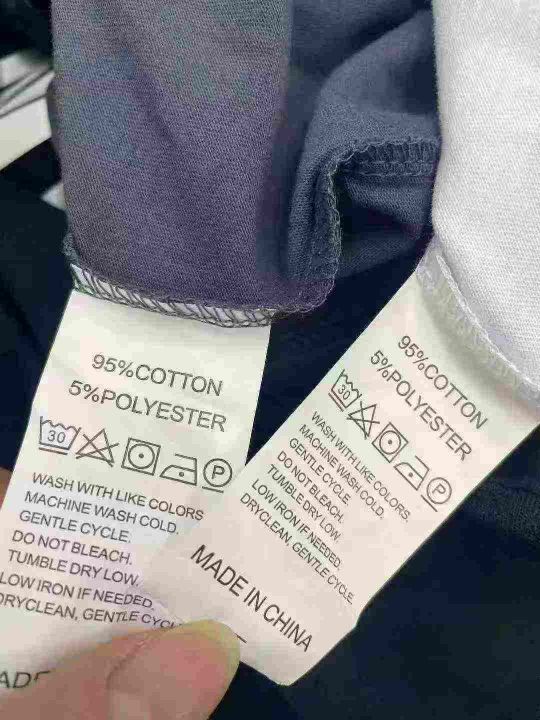 95%COTTON
5%POLYESTER
30
P
WASH WITH LIKE COLORS
MACHINE WASH COLD.
GENTLE CYCLE.
DO NOT BLEACH.
TUMBLE DRY LOW.
LOW IRON IF NEEDED.
DRYCLEAN, GENTLE
95%COTTON
5%POLYESTER
30
P
WASH WITH LIKE COLORS.
MACHINE WASH COLD.
GENTLE CYCLE.
DO NOT BLEACH.
TUMBLE DRY LOW.
LOW IRON IF NEEDED.
DRYCLEAN, GENTLE CYCLE.
MADE IN CHINA